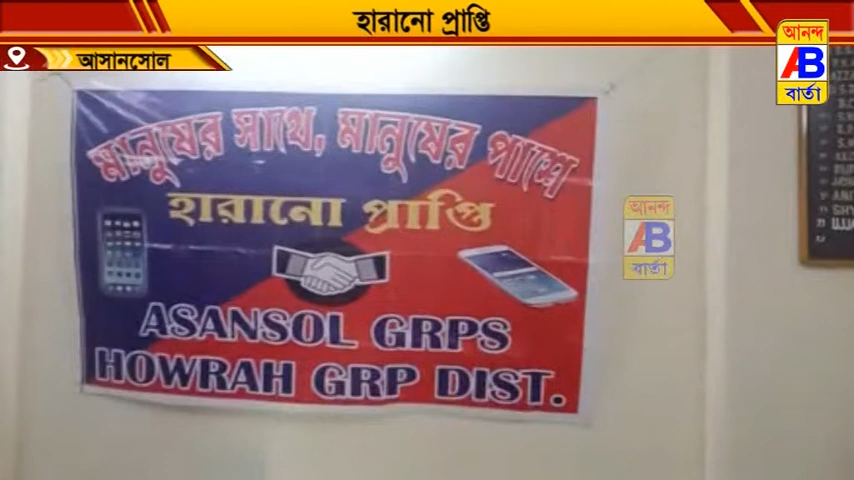 হারানো প্রাপ্তি
আসানসোল
আনন্দ
AB
বার্তা
মানুষের সাথে, মানুষের পাশে
হারানো প্রাপ্তি
আনন্দ
AB
বার্তা
ASANSOL GRPS
HOWRAH GRP DIST.